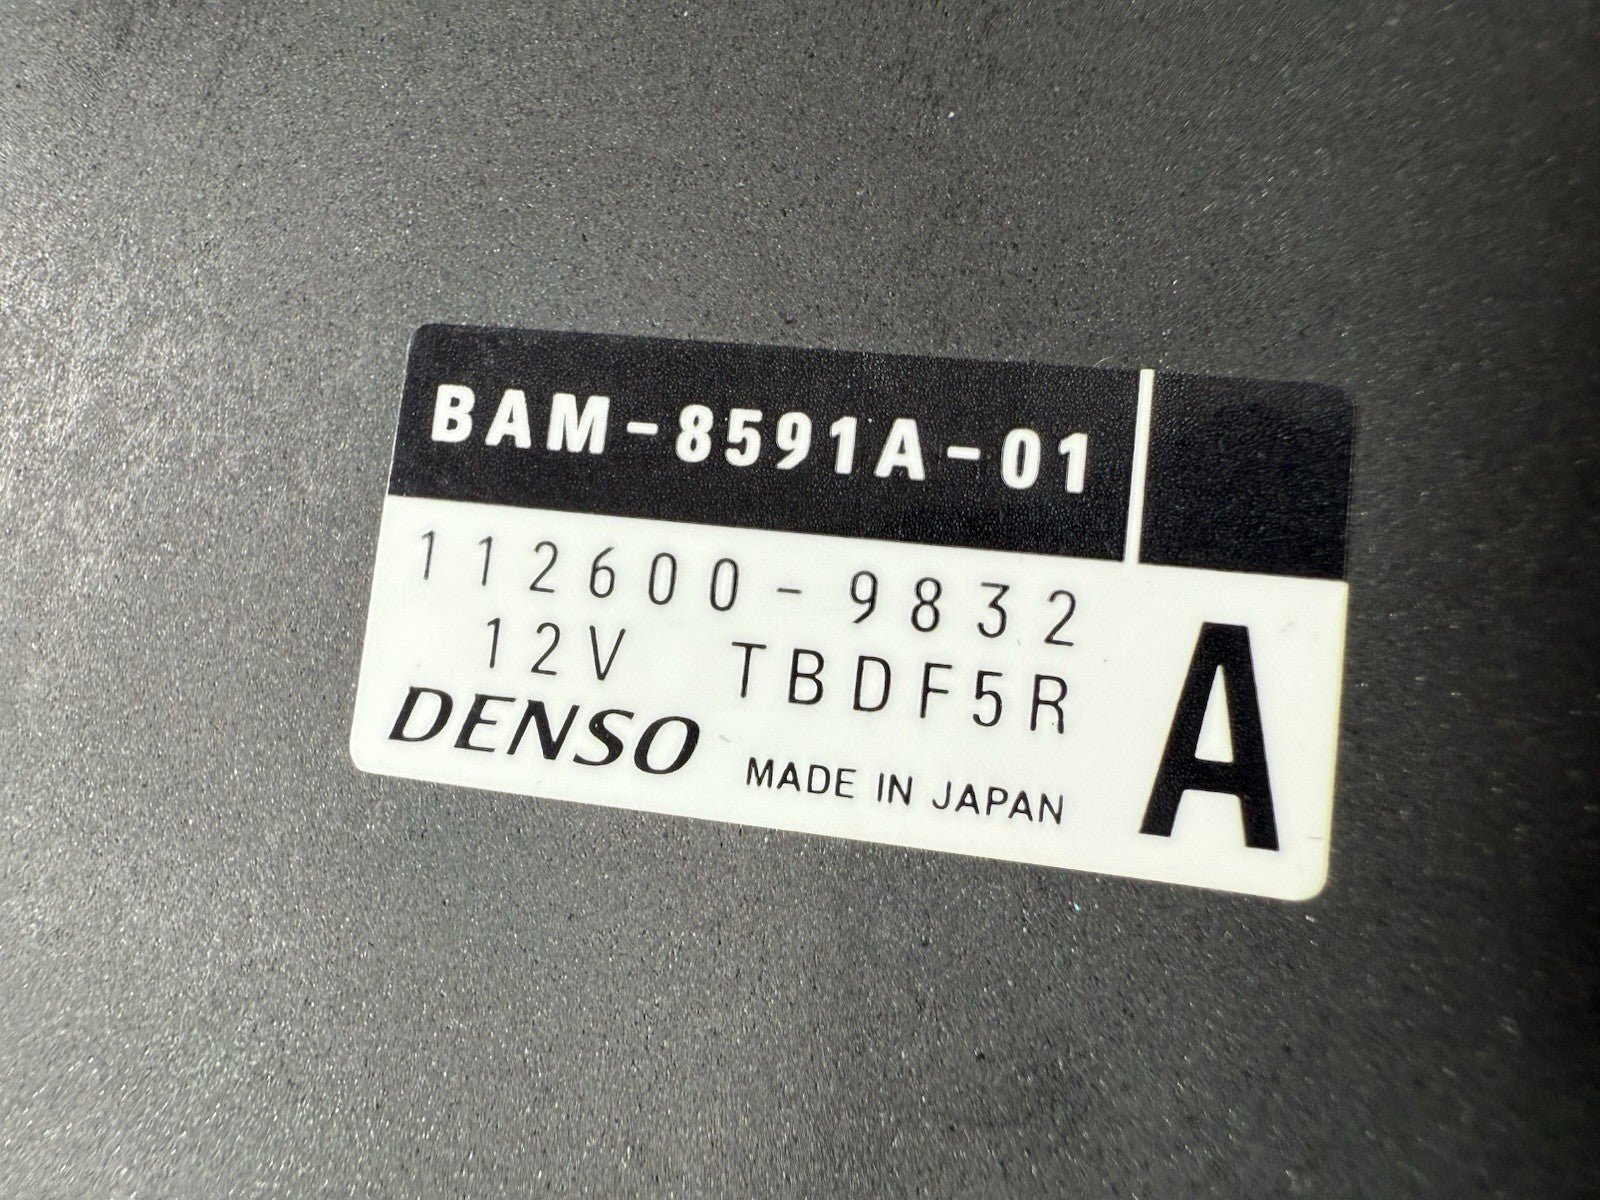 BAM-8591A-01
112600-9832
12V TBDF5R
DENSO MADE IN JAPAN
A